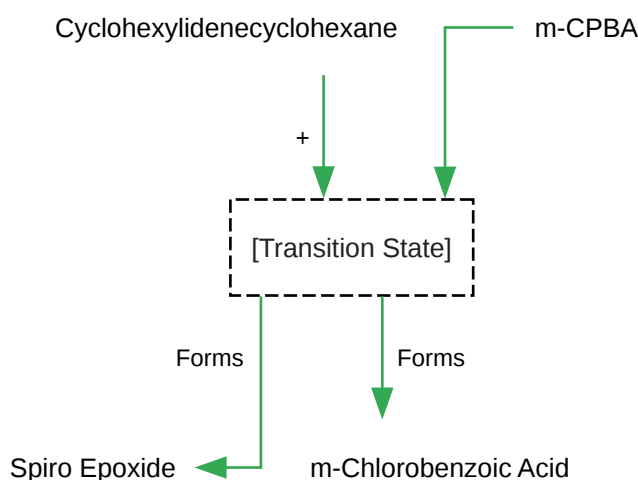 Cyclohexylidenecyclohexane
m-CPBA
+
[Transition State]
Forms
Forms
Spiro Epoxide
m-Chlorobenzoic Acid